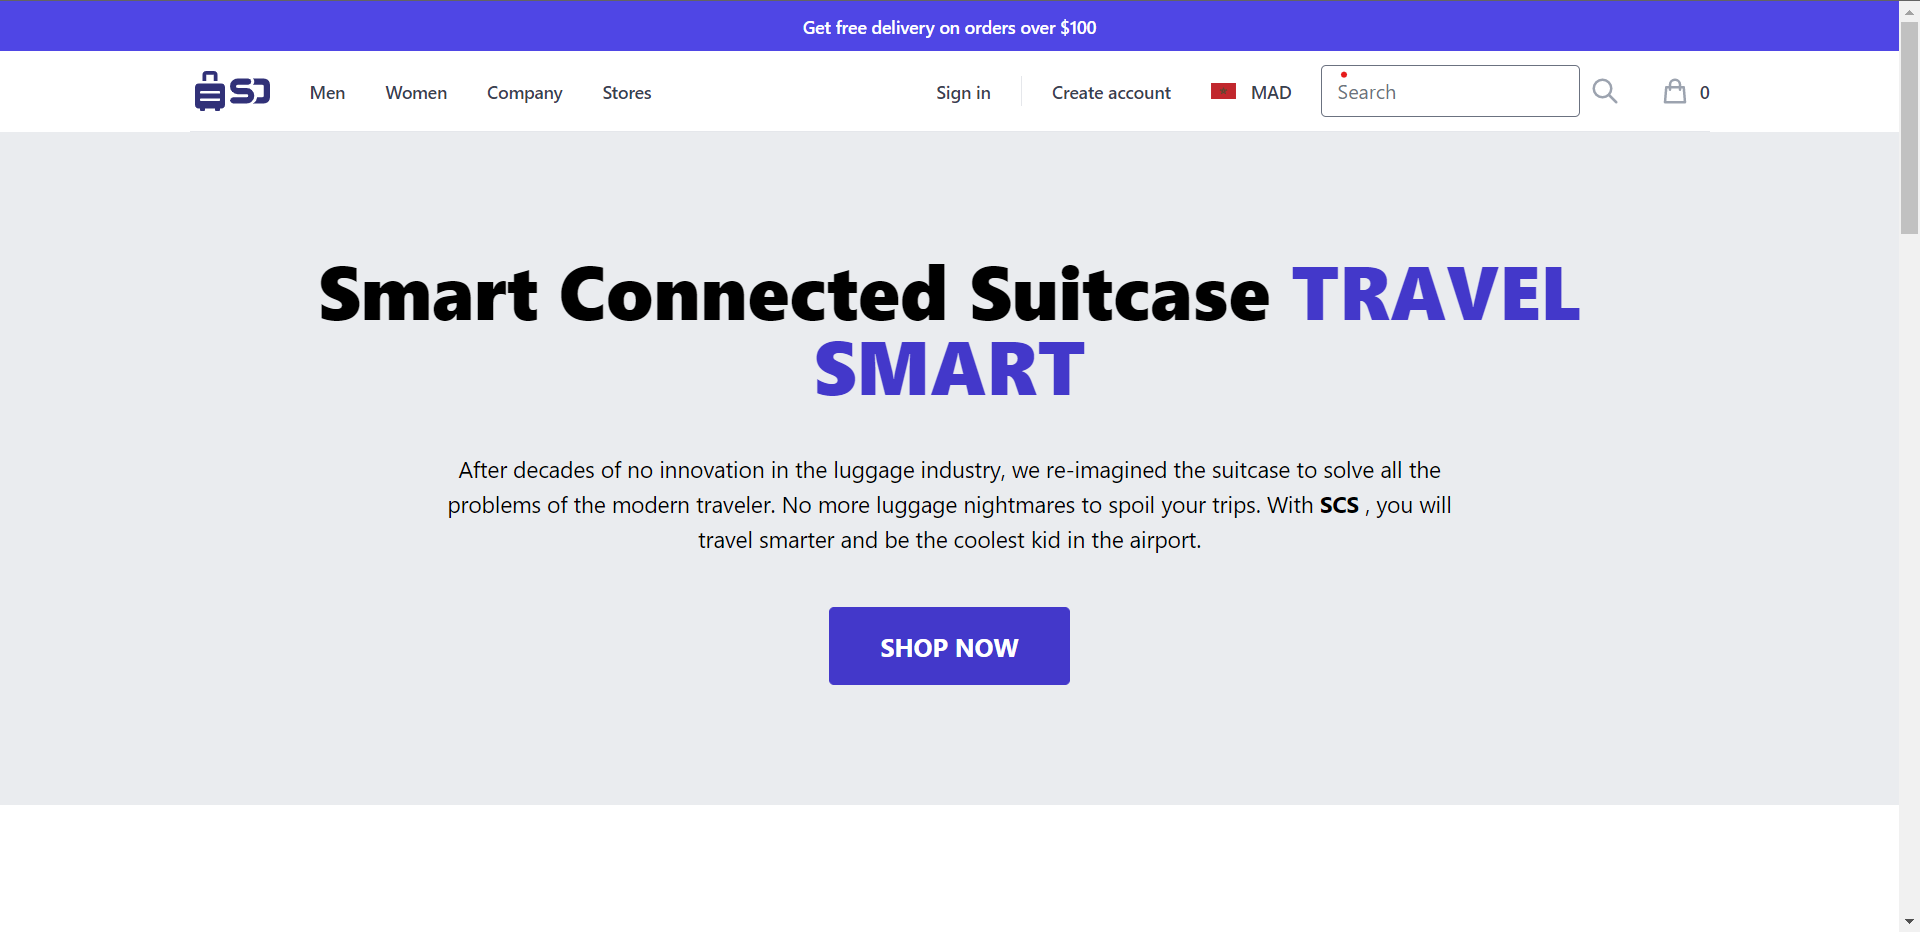 Get free delivery on orders over $100
Men Women Company Stores Sign in Create account MAD Search 0
Smart Connected Suitcase TRAVEL
SMART
After decades of no innovation in the luggage industry, we re-imagined the suitcase to solve all the
problems of the modern traveler. No more luggage nightmares to spoil your trips. With SCS , you will
travel smarter and be the coolest kid in the airport.
SHOP NOW